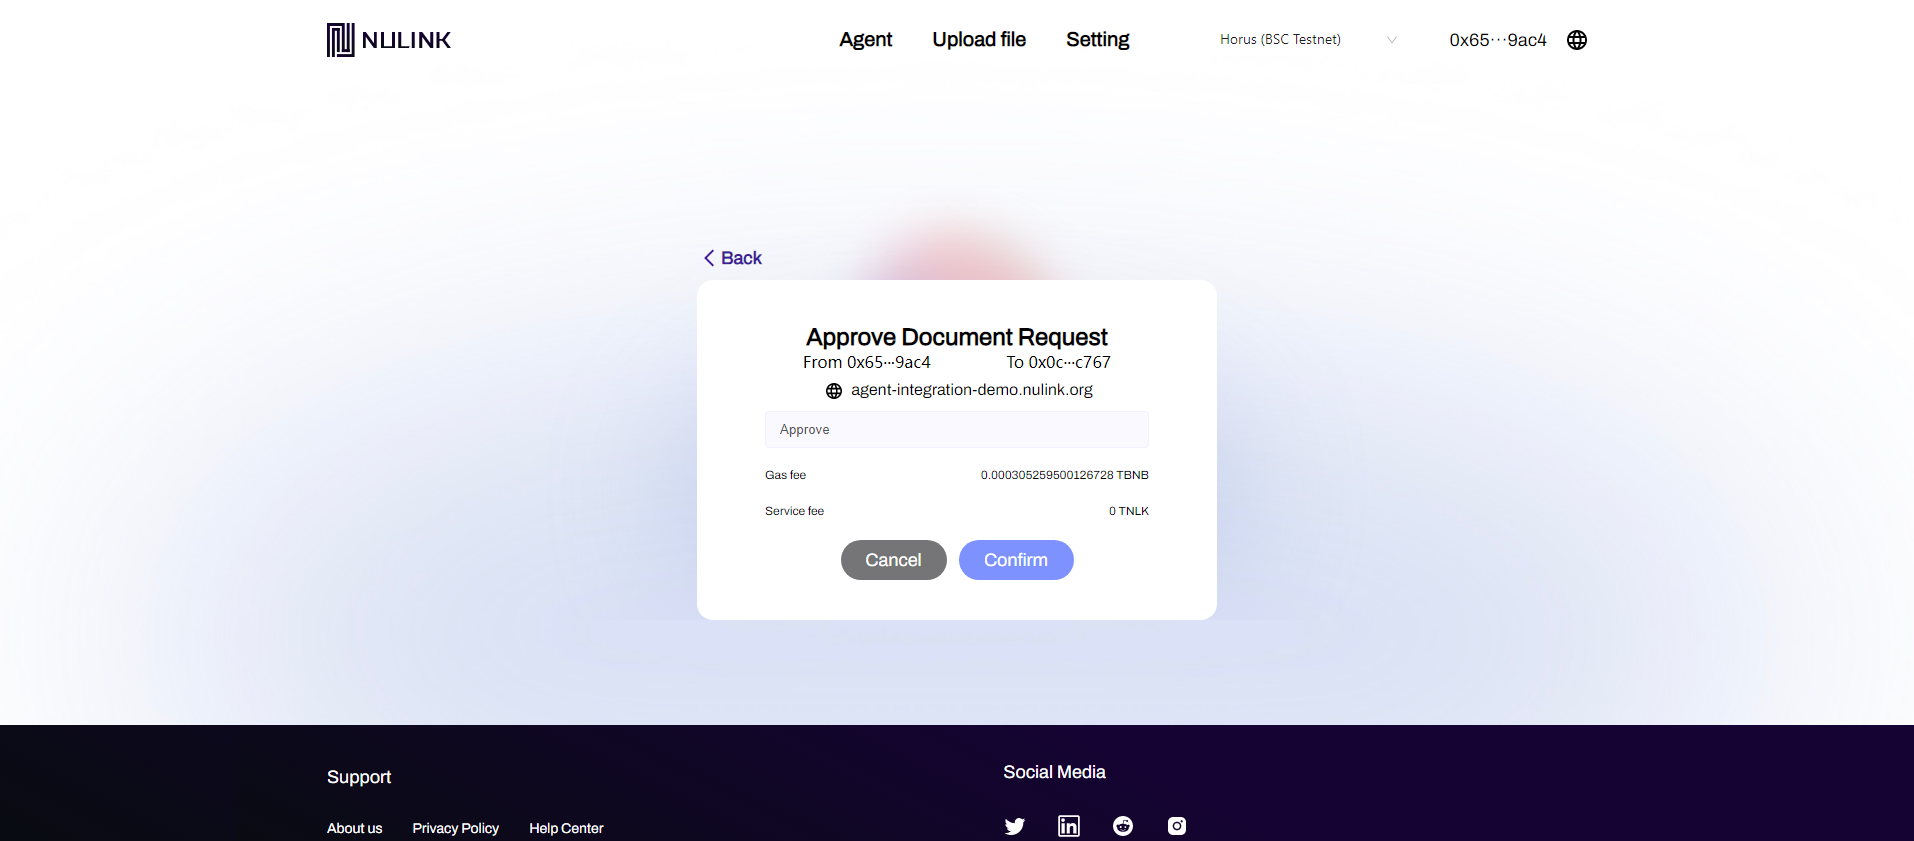 NULINK
Agent Upload file Setting Horus (BSC Testnet) 0x65···9ac4
Back
Approve Document Request
From 0x65···9ac4 To 0x0c···c767
agent-integration-demo.nulink.org
Approve
Gas fee 0.000305259500126728 TBNB
Service fee 0 TNLK
Cancel Confirm
Support
Social Media
About us Privacy Policy Help Center